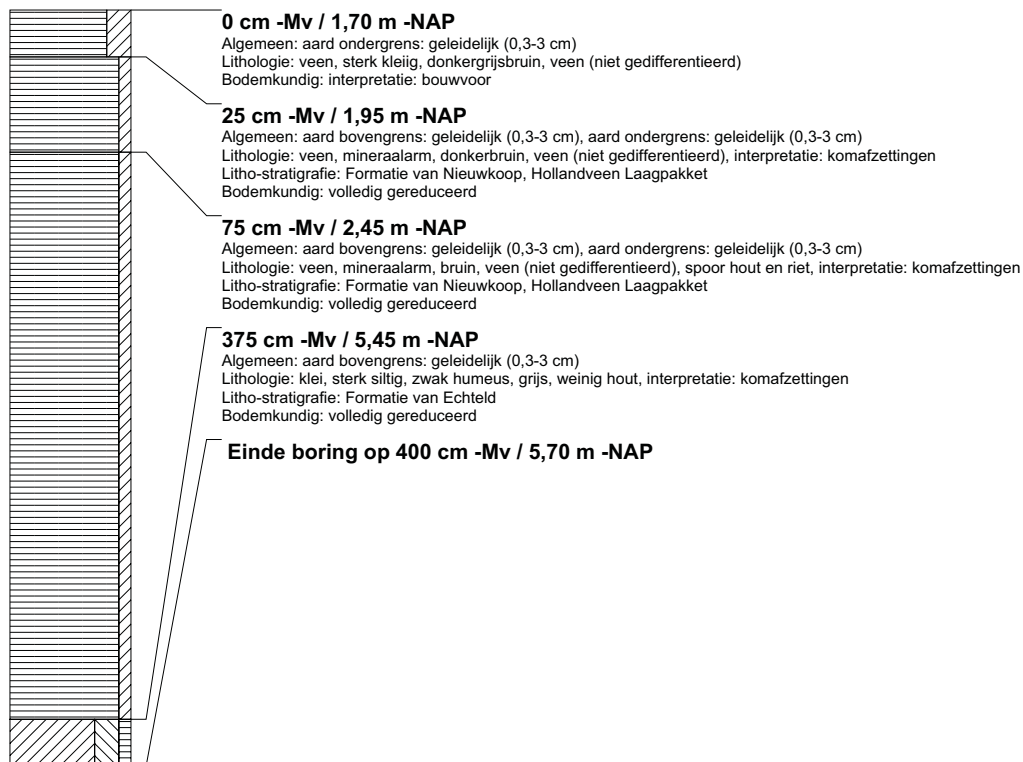 0 cm -Mv / 1,70 m -NAP
Algemeen: aard ondergrens: geleidelijk (0,3-3 cm)
Lithologie: veen, sterk kleiig, donkergrijsbruin, veen (niet gedifferentieerd)
Bodemkundig: interpretatie: bouwvoor
25 cm -Mv / 1,95 m -NAP
Algemeen: aard bovengrens: geleidelijk (0,3-3 cm), aard ondergrens: geleidelijk (0,3-3 cm)
Lithologie: veen, mineraalarm, donkerbruin, veen (niet gedifferentieerd), interpretatie: komafzettingen
Litho-stratigrafie: Formatie van Nieuwkoop, Hollandveen Laagpakket
Bodemkundig: volledig gereduceerd
75 cm -Mv / 2,45 m -NAP
Algemeen: aard bovengrens: geleidelijk (0,3-3 cm), aard ondergrens: geleidelijk (0,3-3 cm)
Lithologie: veen, mineraalarm, bruin, veen (niet gedifferentieerd), spoor hout en riet, interpretatie: komafzettingen
Litho-stratigrafie: Formatie van Nieuwkoop, Hollandveen Laagpakket
Bodemkundig: volledig gereduceerd
375 cm -Mv / 5,45 m -NAP
Algemeen: aard bovengrens: geleidelijk (0,3-3 cm)
Lithologie: klei, sterk siltig, zwak humeus, grijs, weinig hout, interpretatie: komafzettingen
Litho-stratigrafie: Formatie van Echteld
Bodemkundig: volledig gereduceerd
Einde boring op 400 cm -Mv / 5,70 m -NAP